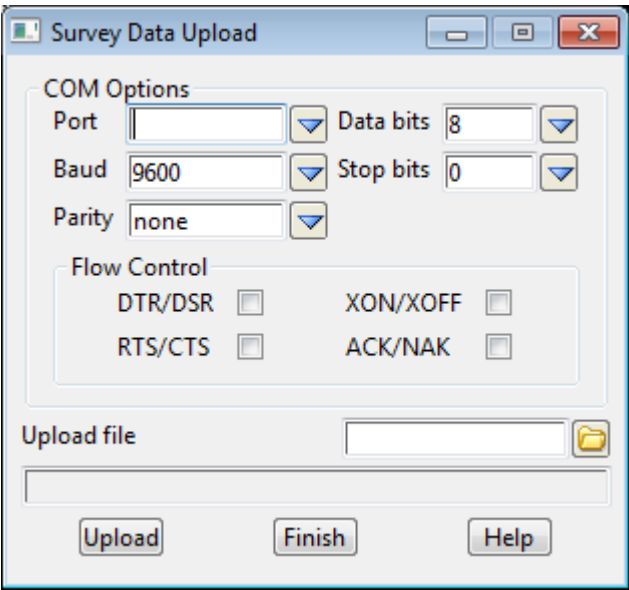 Survey Data Upload
COM Options
Port Data bits 8
Baud 9600 Stop bits 0
Parity none
Flow Control
DTR/DSR XON/XOFF
RTS/CTS ACK/NAK
Upload file
Upload Finish Help